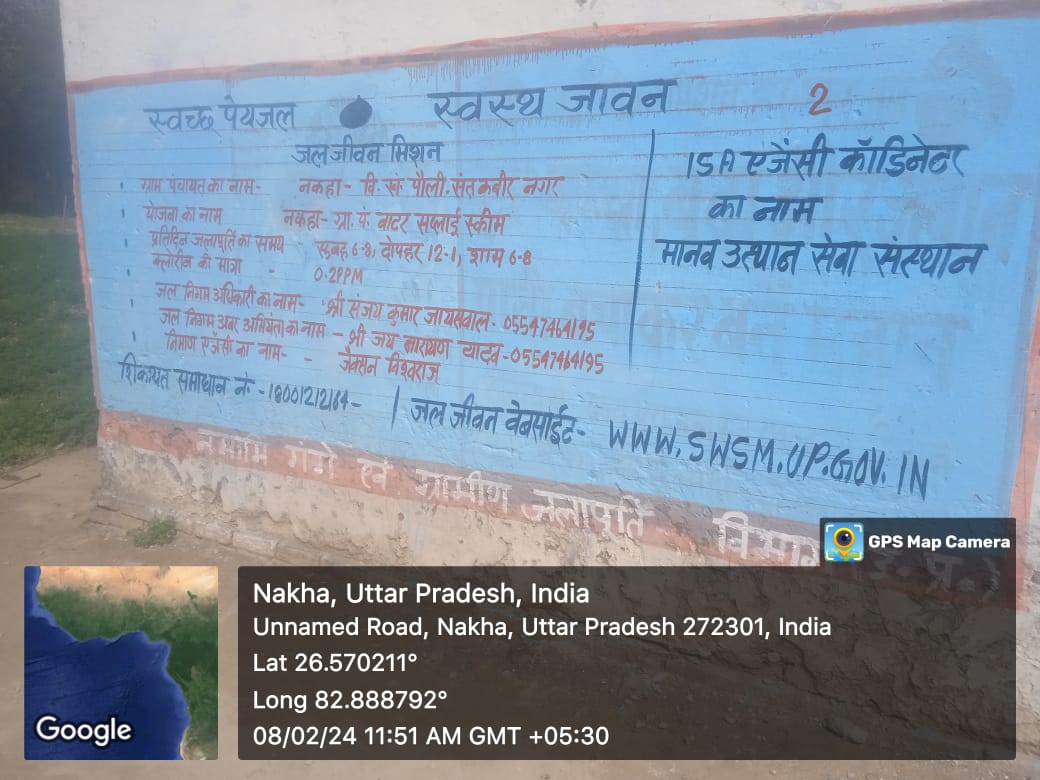 स्वच्छ पेयजल स्वस्थ जावन 2
जल जीवन मिशन
ग्राम पंचायत का नाम- नकहा- वि. खं पौली. संतकबीर नगर
योजना का नाम नकहा- ग्रा. पं. वाटर सप्लाई स्कीम
प्रतिदिन जलापूर्ति का समय सुबह 6-8, दोपहर 12-1, शाम 6-8
क्लोरीन की मात्रा - 0.2PPM
जल निगम अधिकारी का नाम- श्री संजय कुमार जायसवाल- 05547464195
जल निगम अवर अभियंता का नाम - श्री जय नारायण यादव-05547464195
निर्माण एजेंसी का नाम- - जैक्सन विश्वराज
ISA एजेंसी कॉडिनेटर
का नाम
मानव उत्थान सेवा संस्थान
शिकायत समाधान नं - 18001212164-
जल जीवन वेबसाईट- WWW.SWSM.UP.GOV.IN
नमामि गंगे एवं ग्रामीण जलापूर्ति विभाग उ. प्र.
GPS Map Camera
Nakha, Uttar Pradesh, India
Unnamed Road, Nakha, Uttar Pradesh 272301, India
Lat 26.570211°
Long 82.888792°
08/02/24 11:51 AM GMT +05:30
Google